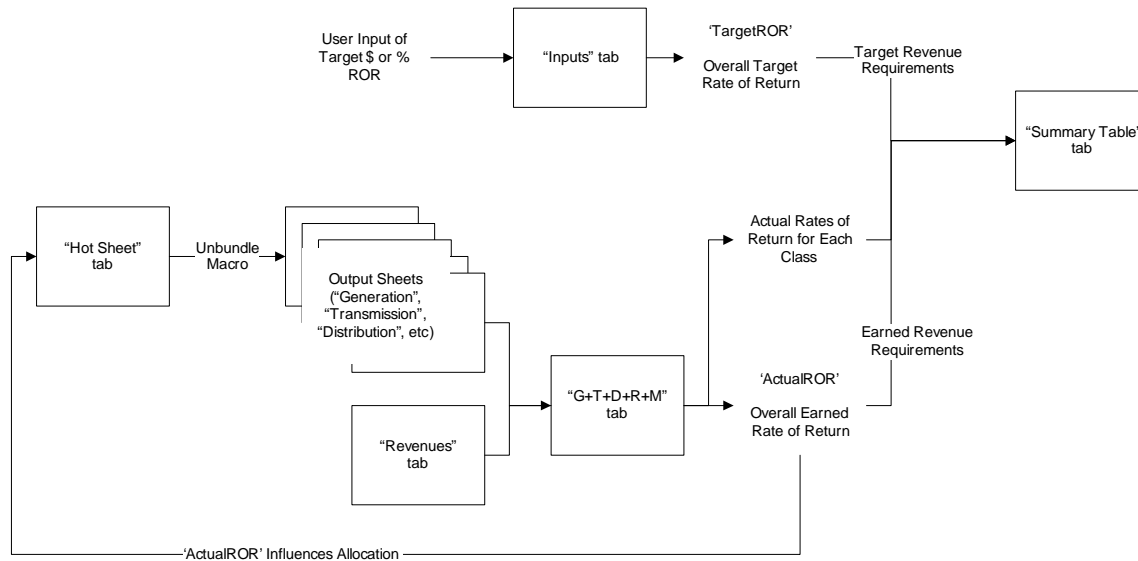 User Input of
Target $ or %
ROR
“Inputs” tab
‘TargetROR’
Overall Target
Rate of Return
Target Revenue
Requirements
“Summary Table”
tab
“Hot Sheet”
tab
Unbundle
Macro
Output Sheets
(“Generation”,
“Transmission”,
“Distribution”, etc)
“Revenues”
tab
“G+T+D+R+M”
tab
Actual Rates of
Return for Each
Class
Earned Revenue
Requirements
‘ActualROR’
Overall Earned
Rate of Return
‘ActualROR’ Influences Allocation